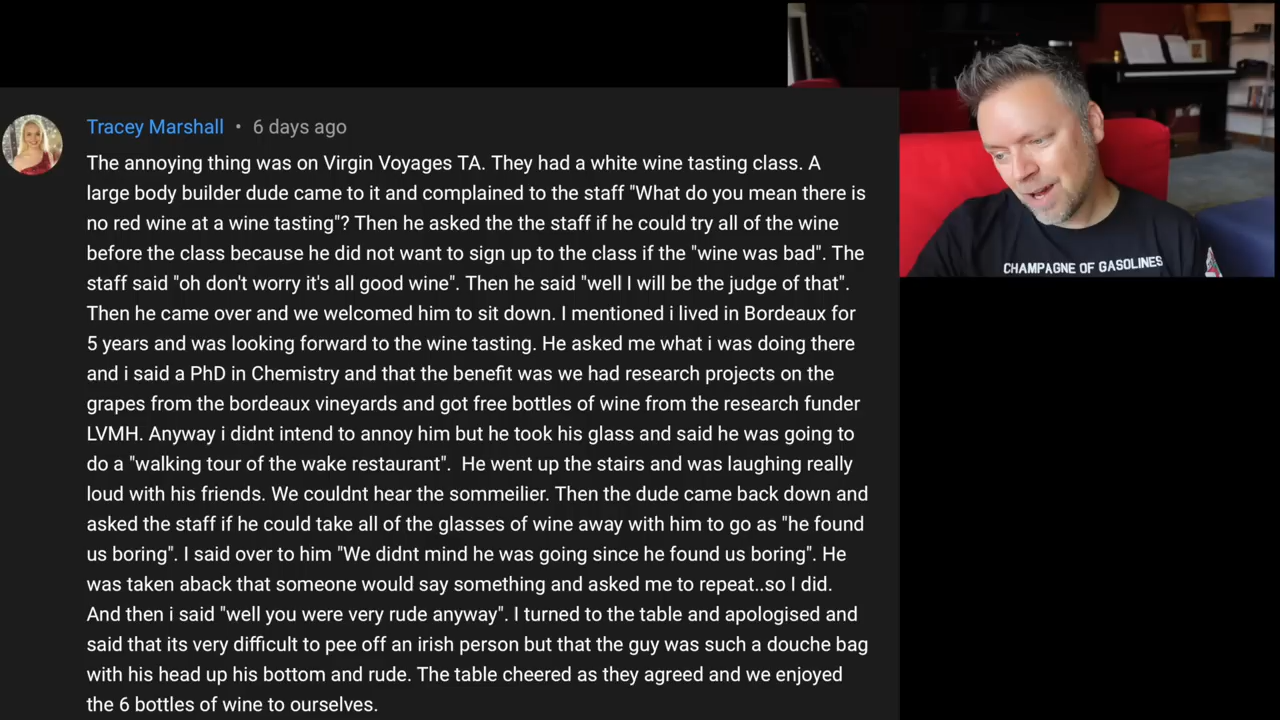 Tracey Marshall • 6 days ago
The annoying thing was on Virgin Voyages TA. They had a white wine tasting class. A
large body builder dude came to it and complained to the staff "What do you mean there is
no red wine at a wine tasting"? Then he asked the the staff if he could try all of the wine
before the class because he did not want to sign up to the class if the "wine was bad". The
staff said "oh don't worry it's all good wine". Then he said "well I will be the judge of that".
Then he came over and we welcomed him to sit down. I mentioned i lived in Bordeaux for
5 years and was looking forward to the wine tasting. He asked me what i was doing there
and i said a PhD in Chemistry and that the benefit was we had research projects on the
grapes from the bordeaux vineyards and got free bottles of wine from the research funder
LVMH. Anyway i didnt intend to annoy him but he took his glass and said he was going to
do a "walking tour of the wake restaurant".  He went up the stairs and was laughing really
loud with his friends. We couldnt hear the sommeilier. Then the dude came back down and
asked the staff if he could take all of the glasses of wine away with him to go as "he found
us boring". I said over to him "We didnt mind he was going since he found us boring". He
was taken aback that someone would say something and asked me to repeat..so I did.
And then i said "well you were very rude anyway". I turned to the table and apologised and
said that its very difficult to pee off an irish person but that the guy was such a douche bag
with his head up his bottom and rude. The table cheered as they agreed and we enjoyed
the 6 bottles of wine to ourselves.
CHAMPAGNE OF GASOLINES